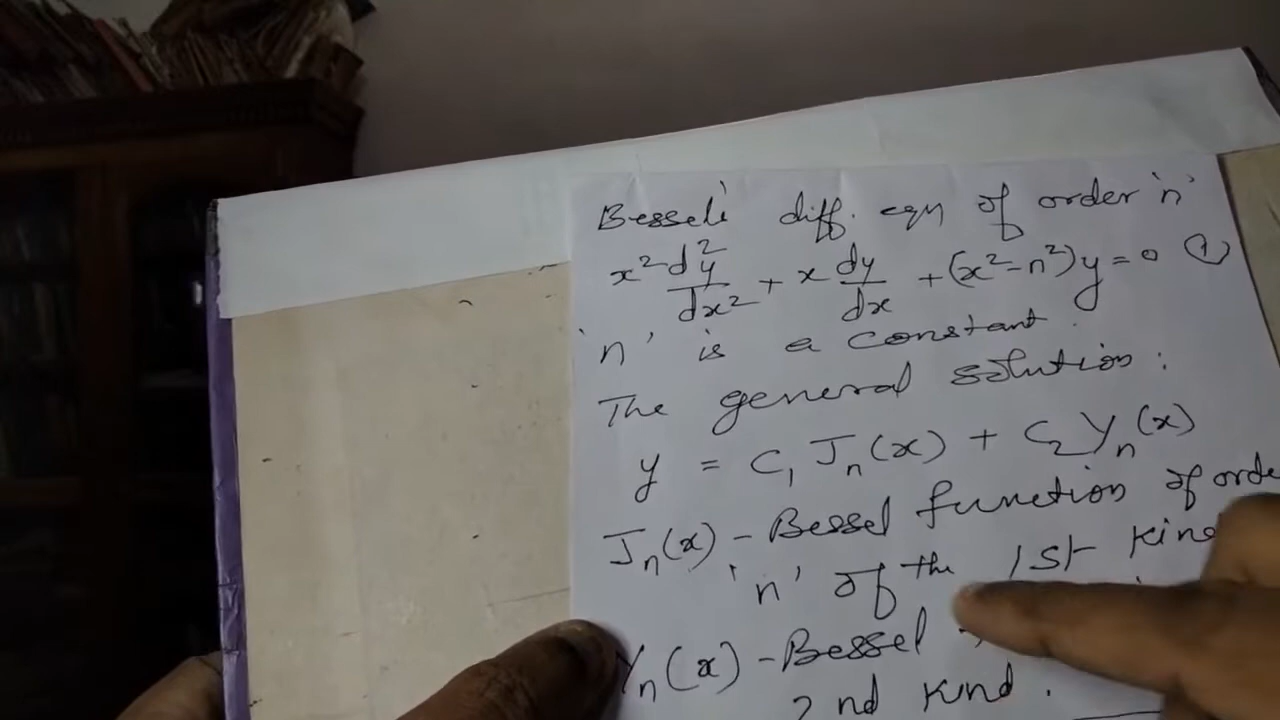 Bessel's diff. eqn of order 'n'
x² d²y/dx² + x dy/dx + (x²-n²)y = 0 ①
'n' is a constant.
The general solution:
y = C₁ Jₙ(x) + C₂ Yₙ(x)
Jₙ(x) - Bessel function of orde
'n' of the 1st kind
Yₙ(x) - Bessel
2nd kind.